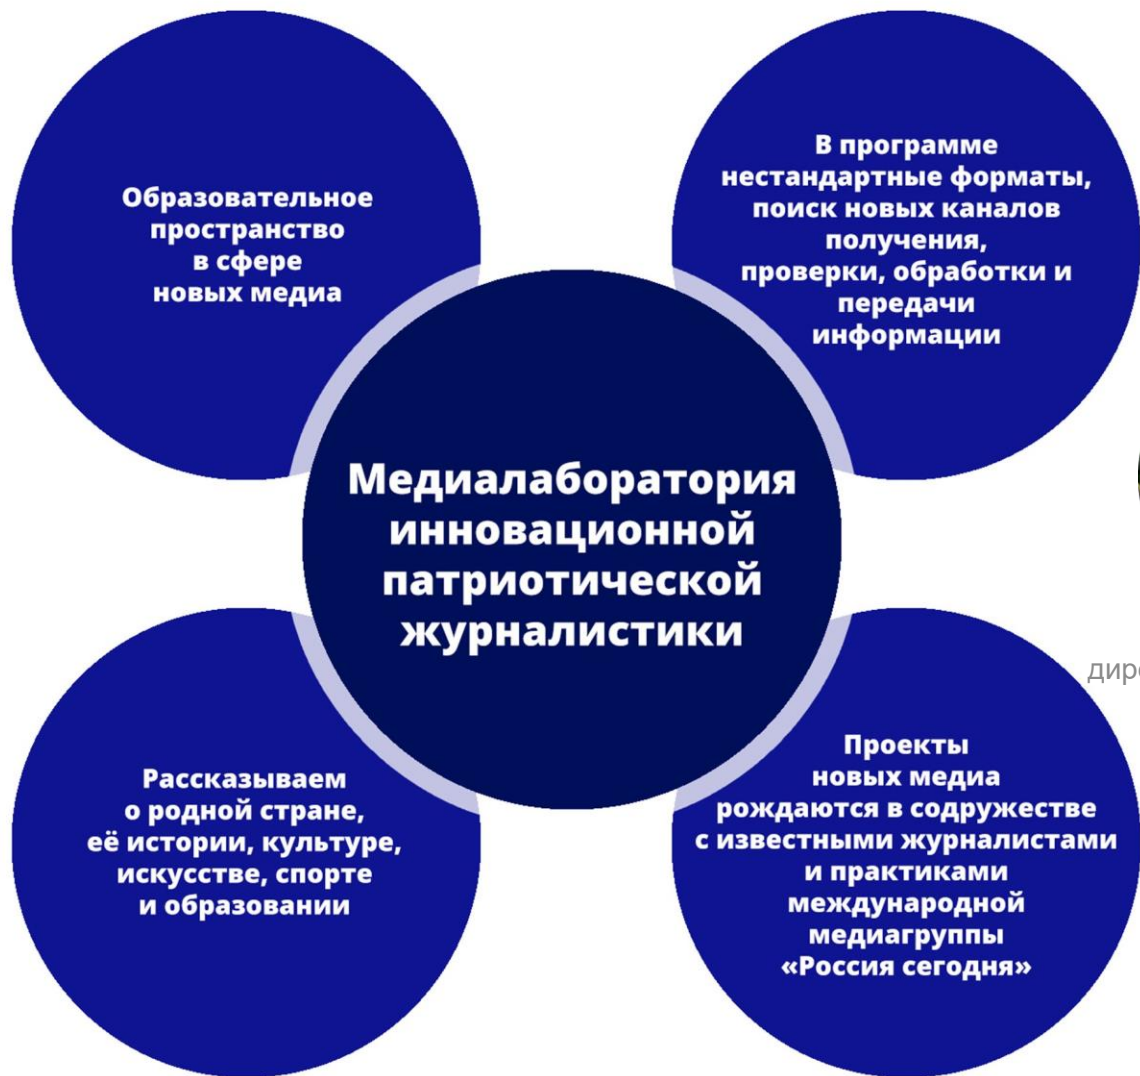 Образовательное
пространство
в сфере
новых медиа
В программе
нестандартные форматы,
поиск новых каналов
получения,
проверки, обработки и
передачи
информации
Медиалаборатория
инновационной
патриотической
журналистики
Рассказываем
о родной стране,
её истории, культуре,
искусстве, спорте
и образовании
Проекты
новых медиа
рождаются в содружестве
с известными журналистами
и практиками
международной
медиагруппы
«Россия сегодня»